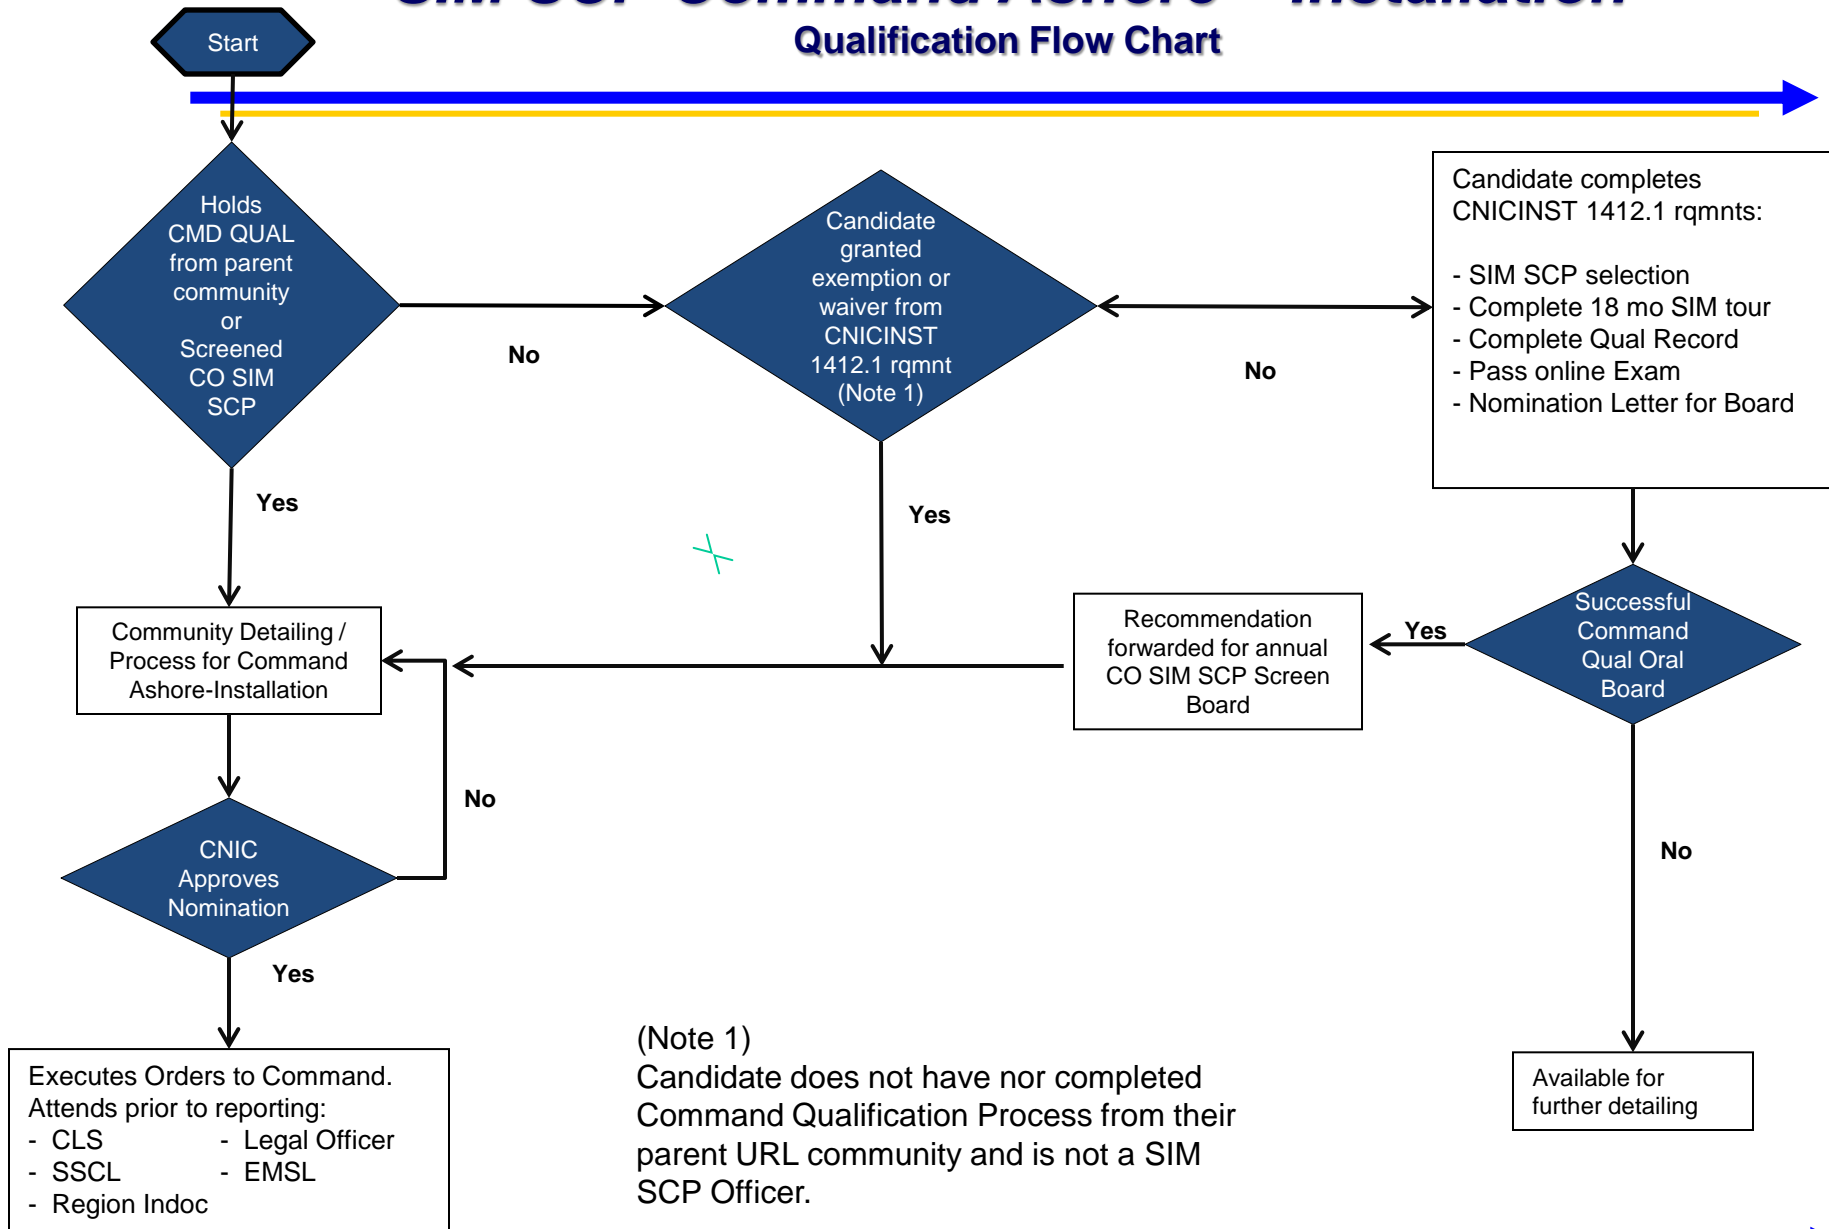 Qualification Flow Chart
Start
Holds
CMD QUAL
from parent
community
or
Screened
CO SIM
SCP
No
Yes
Candidate
granted
exemption or
waiver from
CNICINST
1412.1 rqmnt
(Note 1)
No
Yes
Candidate completes
CNICINST 1412.1 rqmnts:
- SIM SCP selection
- Complete 18 mo SIM tour
- Complete Qual Record
- Pass online Exam
- Nomination Letter for Board
Successful
Command
Qual Oral
Board
Yes
No
Recommendation
forwarded for annual
CO SIM SCP Screen
Board
Community Detailing /
Process for Command
Ashore-Installation
CNIC
Approves
Nomination
No
Yes
Executes Orders to Command.
Attends prior to reporting:
- CLS - Legal Officer
- SSCL - EMSL
- Region Indoc
(Note 1)
Candidate does not have nor completed
Command Qualification Process from their
parent URL community and is not a SIM
SCP Officer.
Available for
further detailing